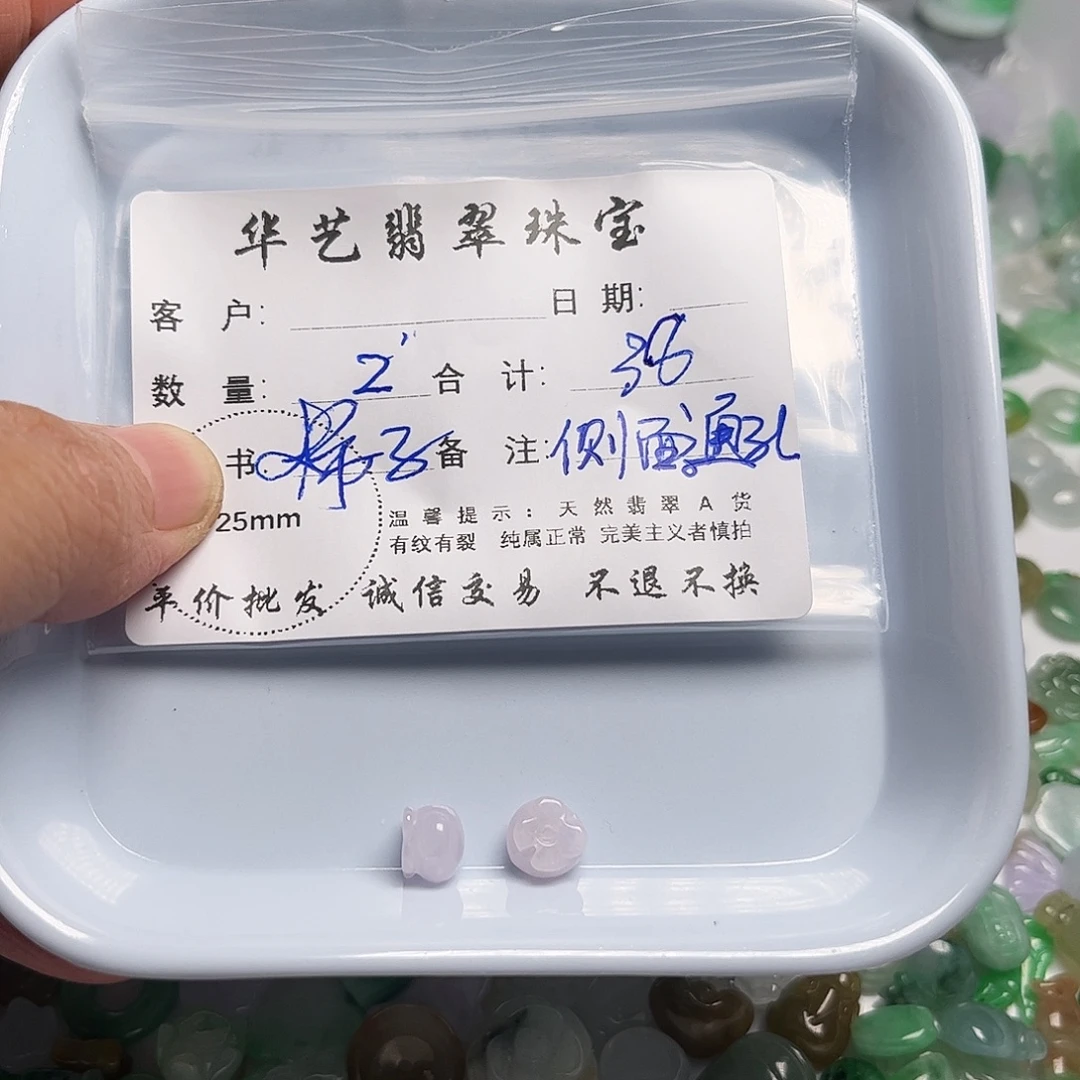 华艺翡翠珠宝
客 户： 日 期：
数 量： 2 合 计： 38
书 柿子 备 注： 侧面通孔
25mm
温馨提示：天然翡翠A货
有纹有裂 纯属正常 完美主义者慎拍
平价批发 诚信交易 不退不换